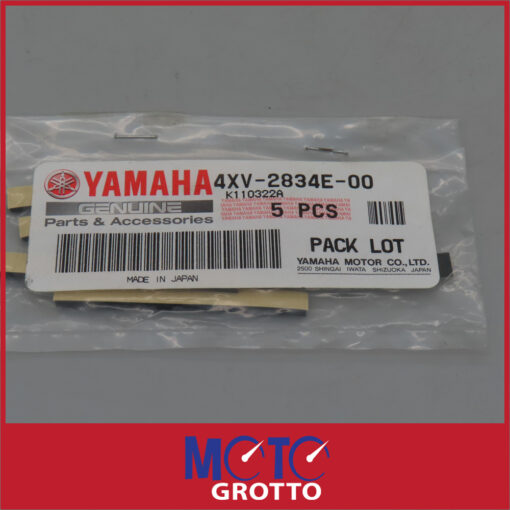 YAMAHA 4XV-2834E-00
K110322A
GENUINE
Parts & Accessories
5 PCS
PACK LOT
YAMAHA MOTOR CO.,LTD.
2500 SHINGAI IWATA SHIZUOKA JAPAN
MADE IN JAPAN
MOTO
GROTTO